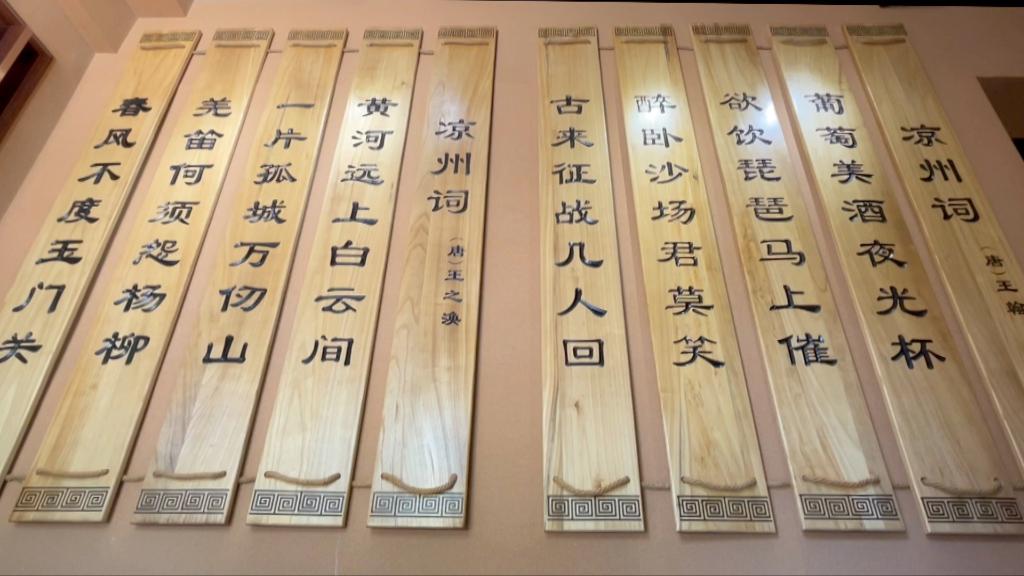 凉州词
（唐）王翰
葡萄美酒夜光杯
欲饮琵琶马上催
醉卧沙场君莫笑
古来征战几人回
凉州词
（唐）王之涣
黄河远上白云间
一片孤城万仞山
羌笛何须怨杨柳
春风不度玉门关